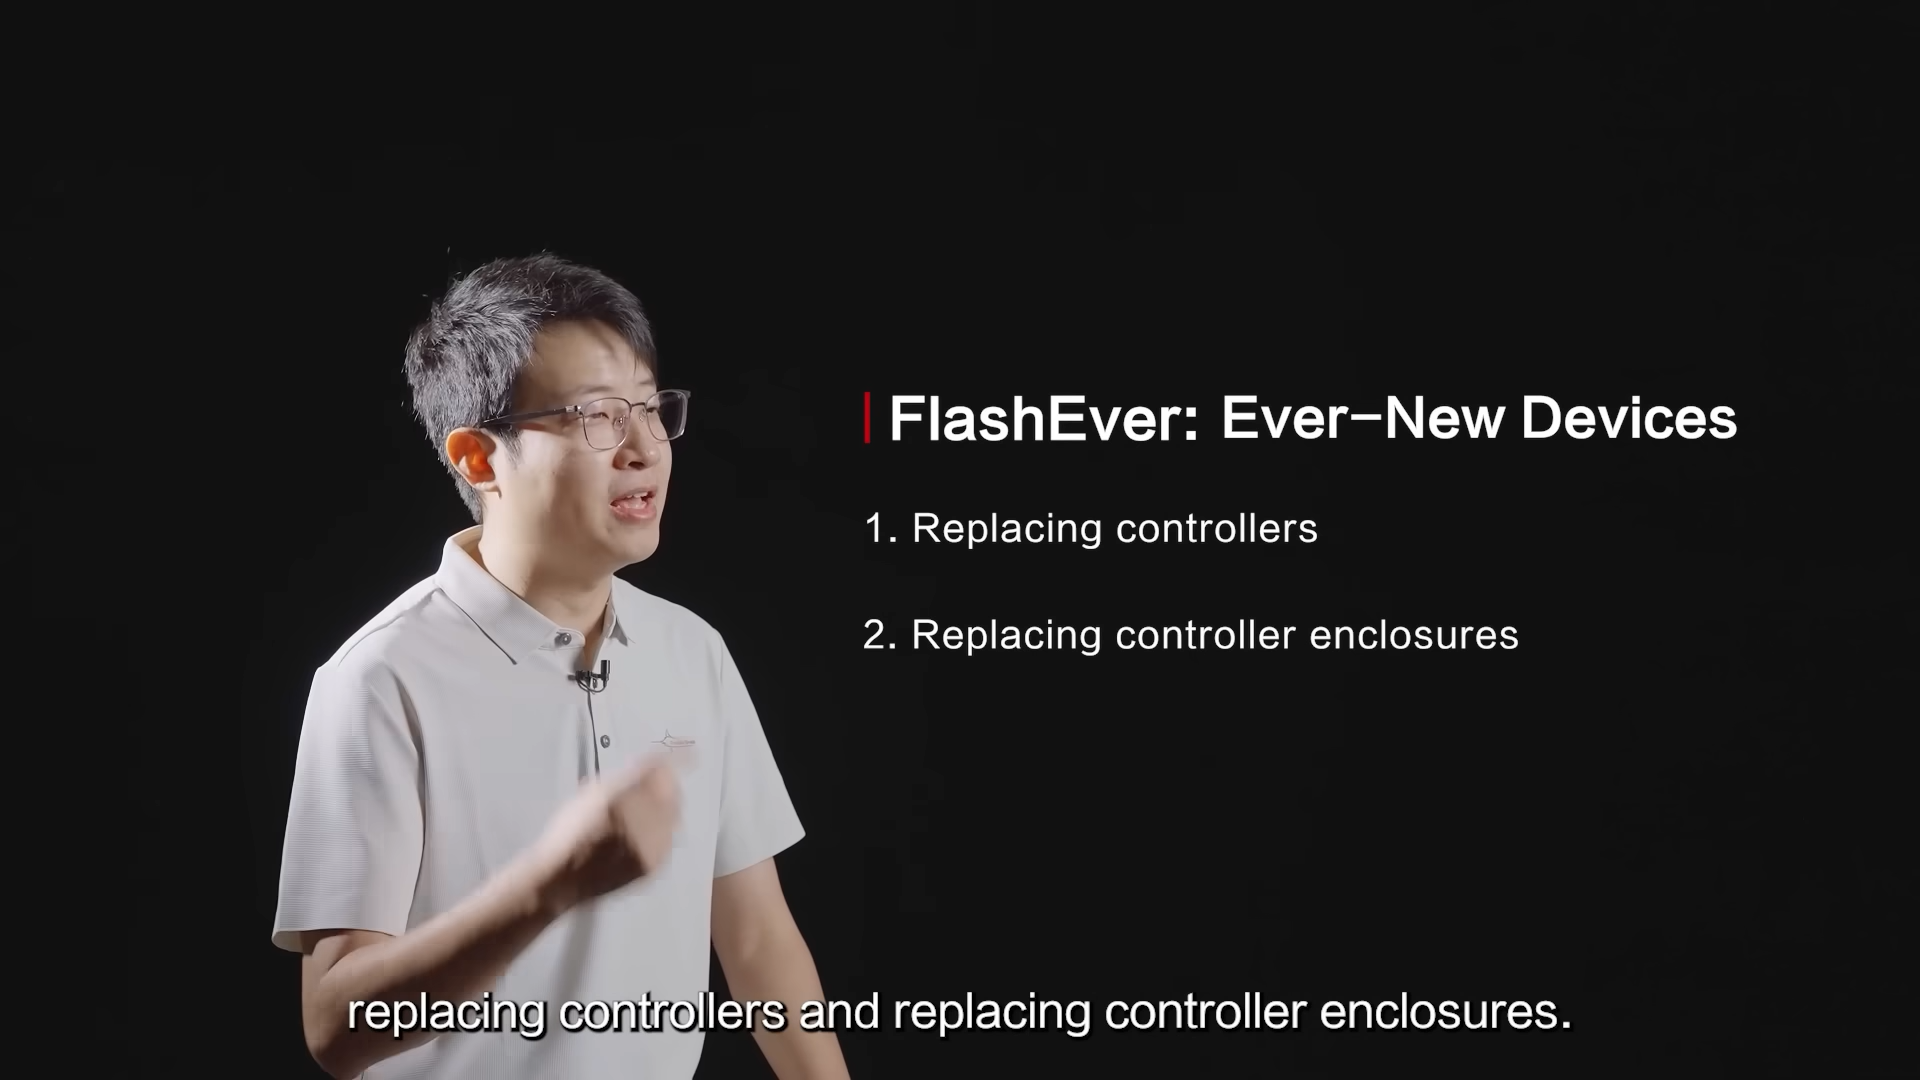 FlashEver: Ever–New Devices
1. Replacing controllers
2. Replacing controller enclosures
replacing controllers and replacing controller enclosures.